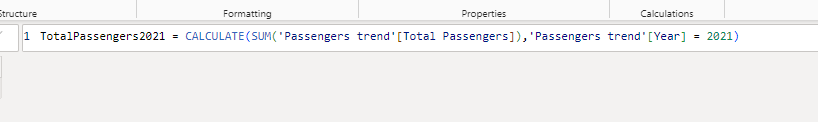 Structure Formatting Properties Calculations
1 TotalPassengers2021 = CALCULATE(SUM('Passengers trend'[Total Passengers]),'Passengers trend'[Year] = 2021)